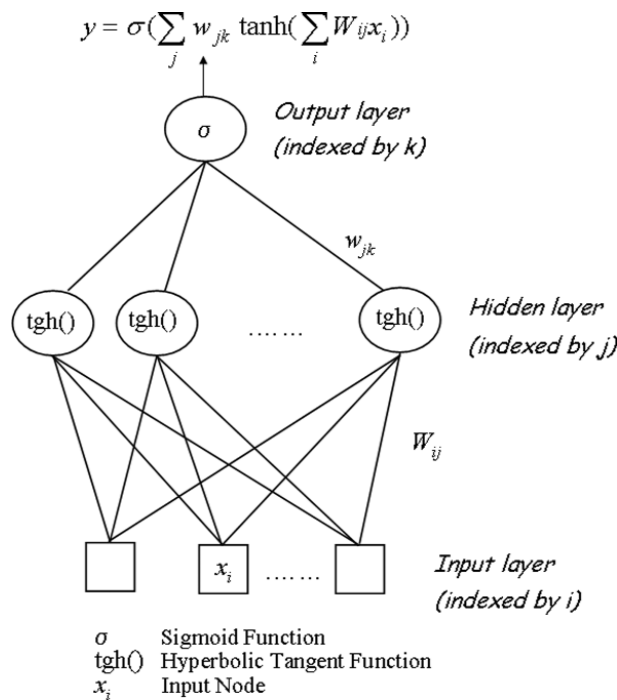 y = σ(∑_j w_jk tanh(∑_i W_ij x_i))
σ
Output layer
(indexed by k)
w_jk
tgh() tgh() ....... tgh()
Hidden layer
(indexed by j)
W_ij
x_i .......
Input layer
(indexed by i)
σ Sigmoid Function
tgh() Hyperbolic Tangent Function
x_i Input Node